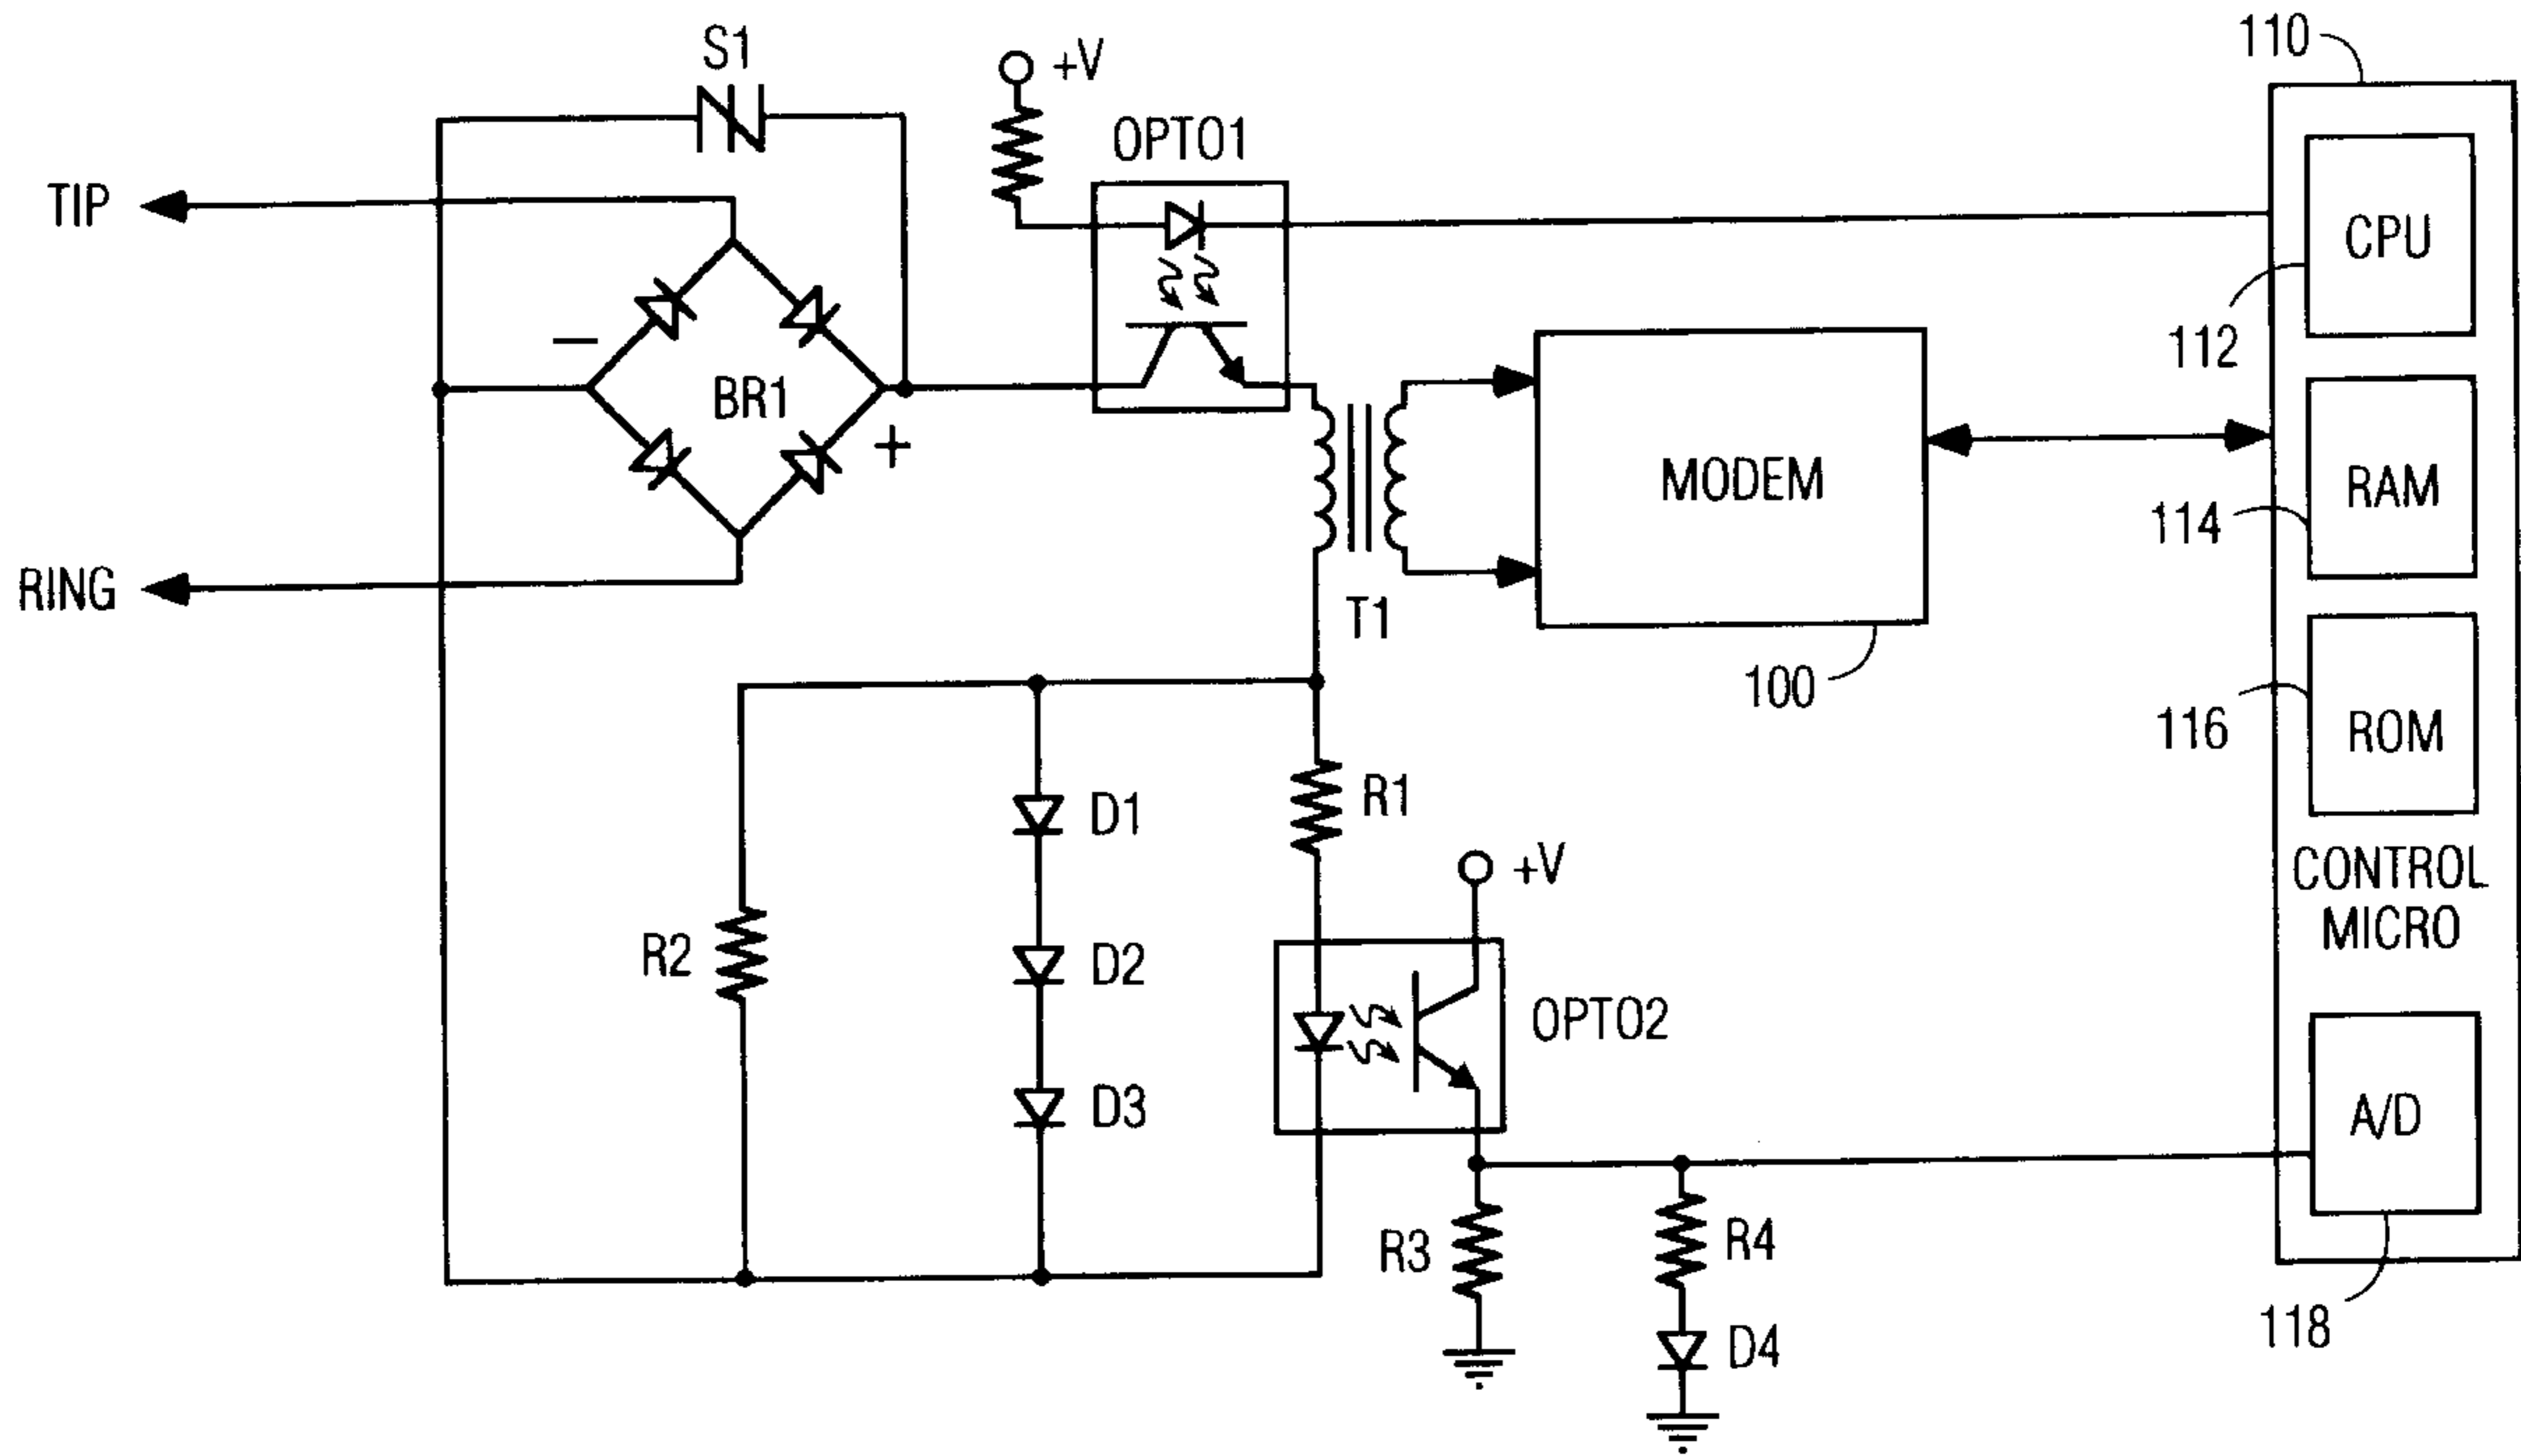 S1
+V
110
OPTO1
TIP
CPU
112
BR1
−
+
MODEM
RAM
114
RING
T1
100
116
ROM
R1
D1
+V
CONTROL
MICRO
R2
D2
OPTO2
D3
A/D
R3
R4
118
D4